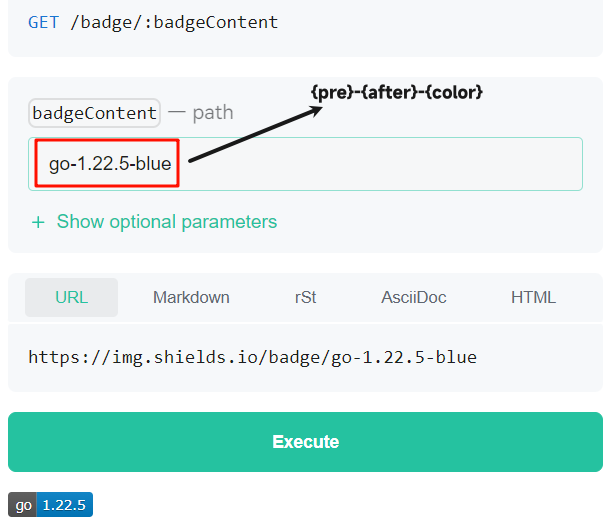 GET /badge/:badgeContent
{pre}-{after}-{color}
badgeContent — path
go-1.22.5-blue
+ Show optional parameters
URL Markdown rSt AsciiDoc HTML
https://img.shields.io/badge/go-1.22.5-blue
Execute
go 1.22.5